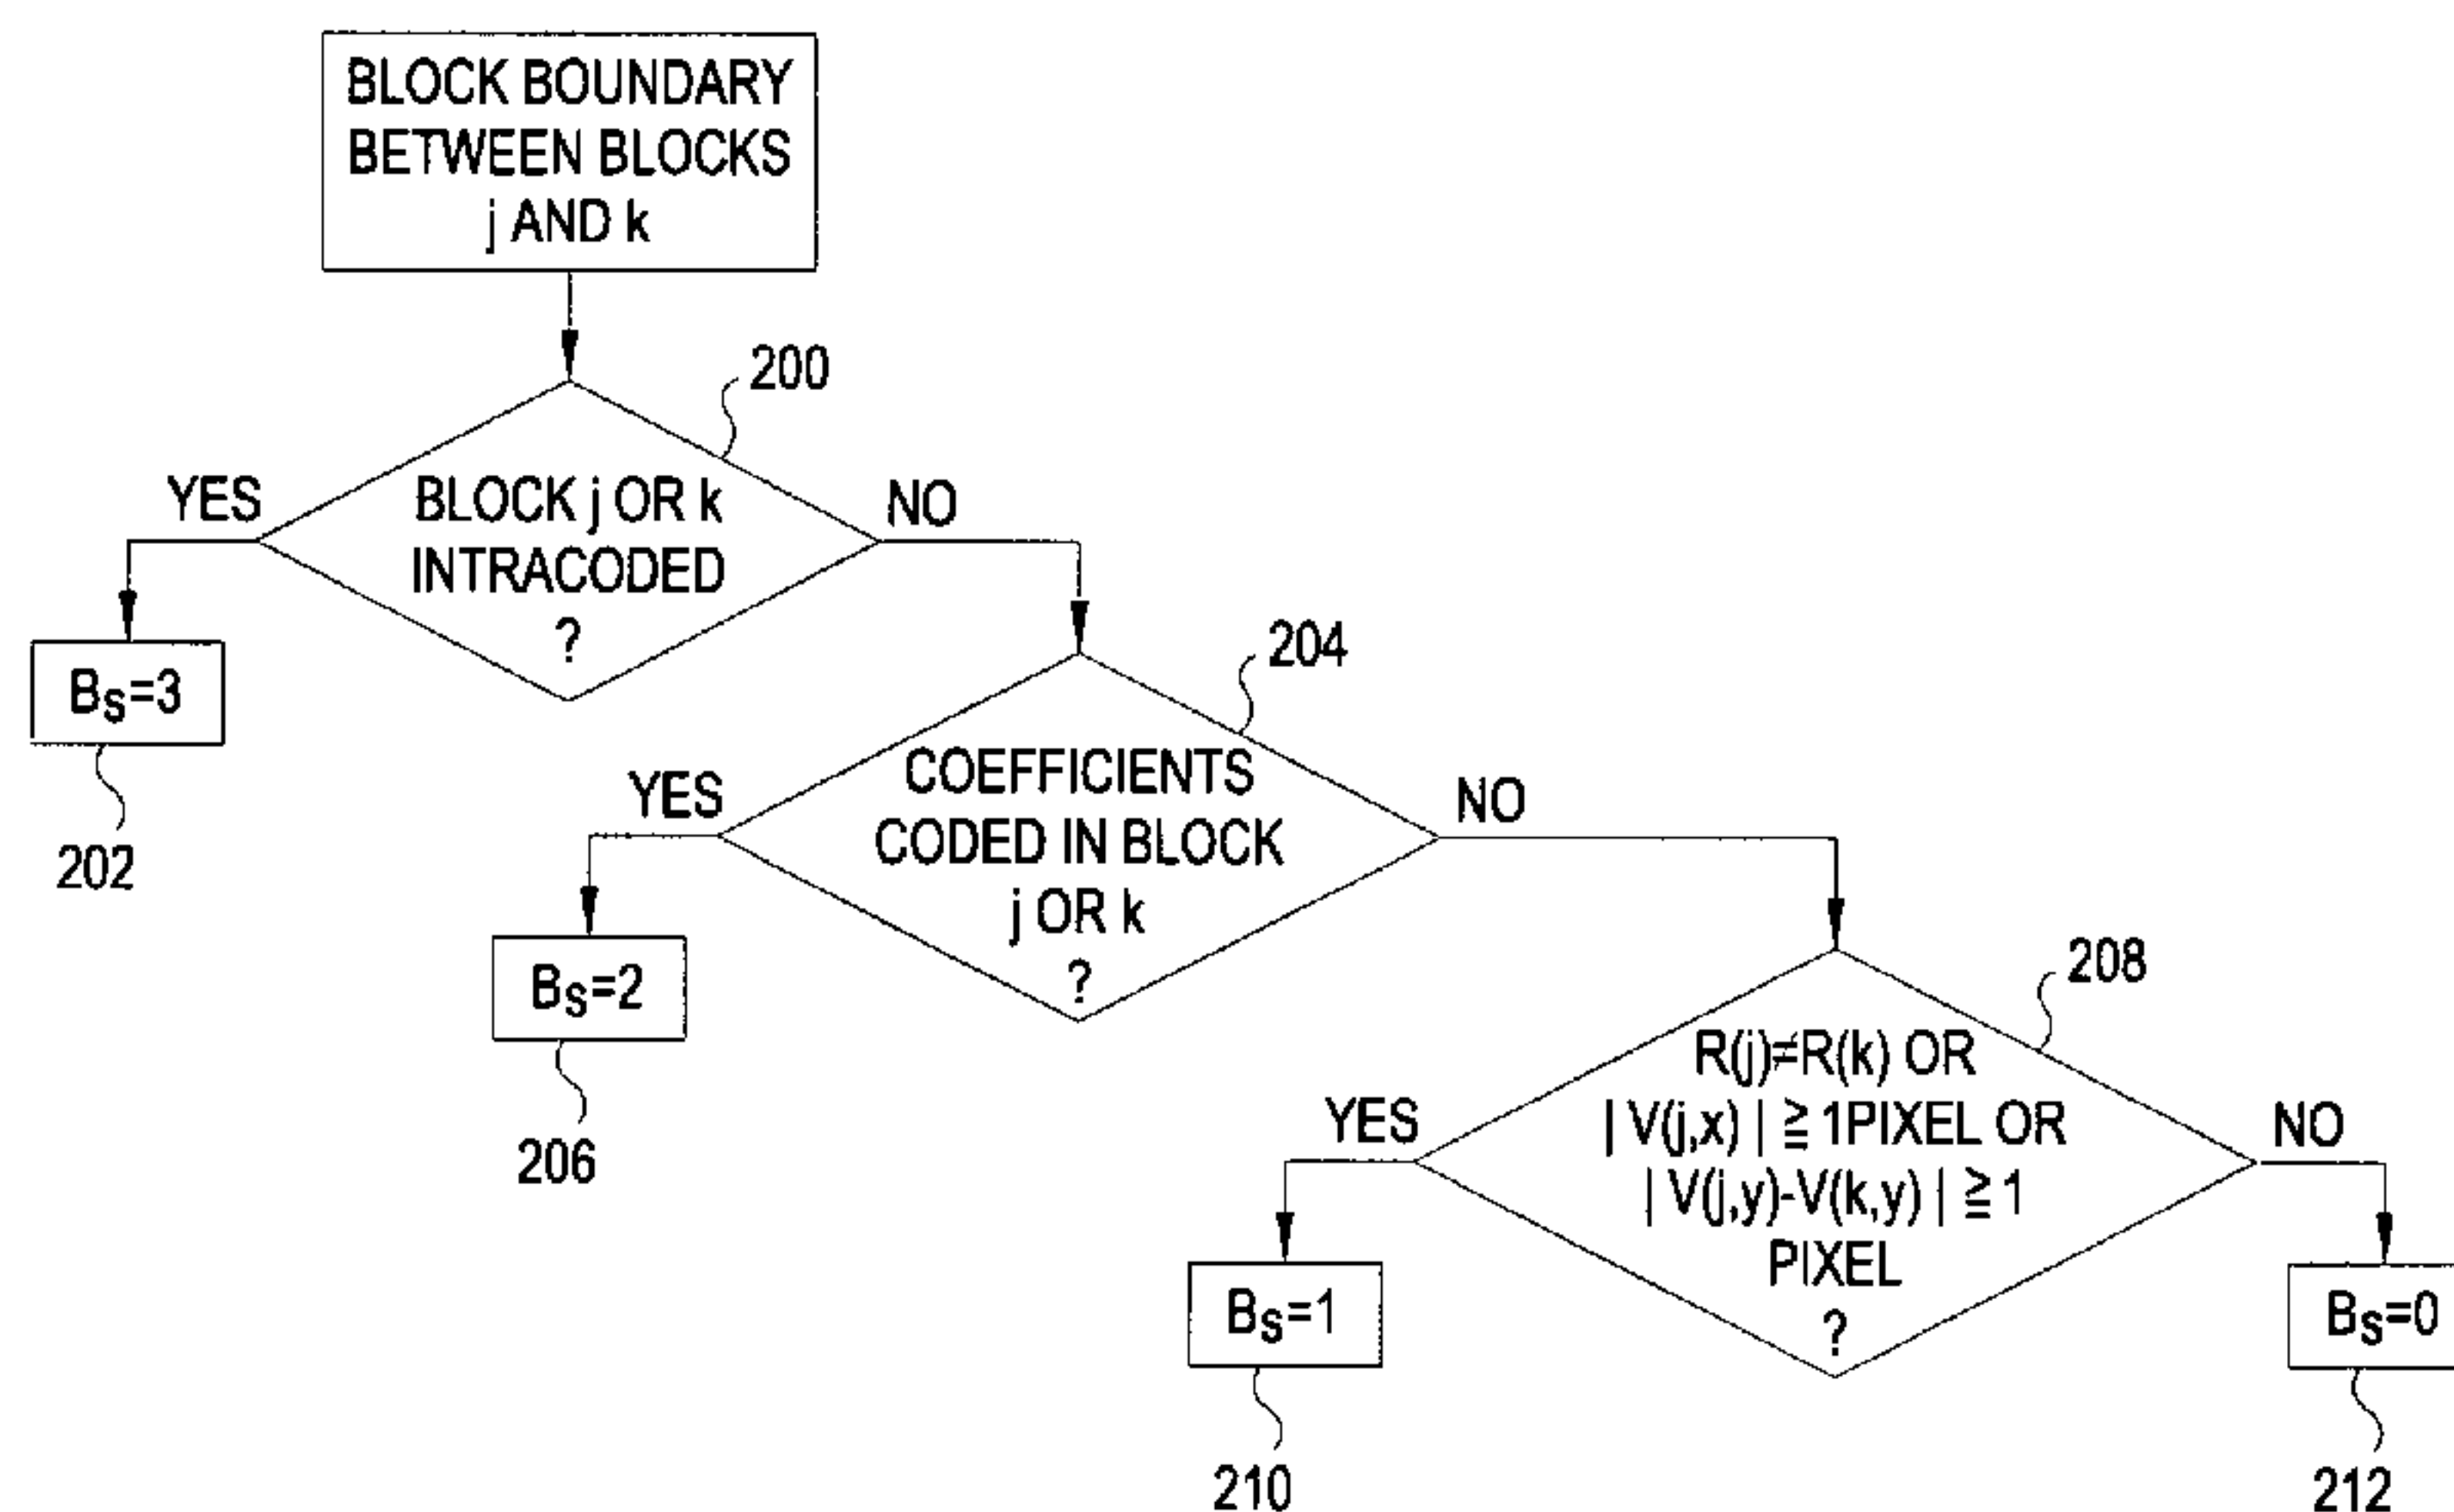 BLOCK BOUNDARY
BETWEEN BLOCKS
j AND k
200
BLOCK j OR k
INTRACODED
?
YES
NO
BS=3
202
204
COEFFICIENTS
CODED IN BLOCK
j OR k
?
YES
NO
BS=2
206
208
R(j)≠R(k) OR
| V(j,x) | ≧ 1PIXEL OR
| V(j,y)-V(k,y) | ≧ 1
PIXEL
?
YES
NO
BS=1
210
BS=0
212